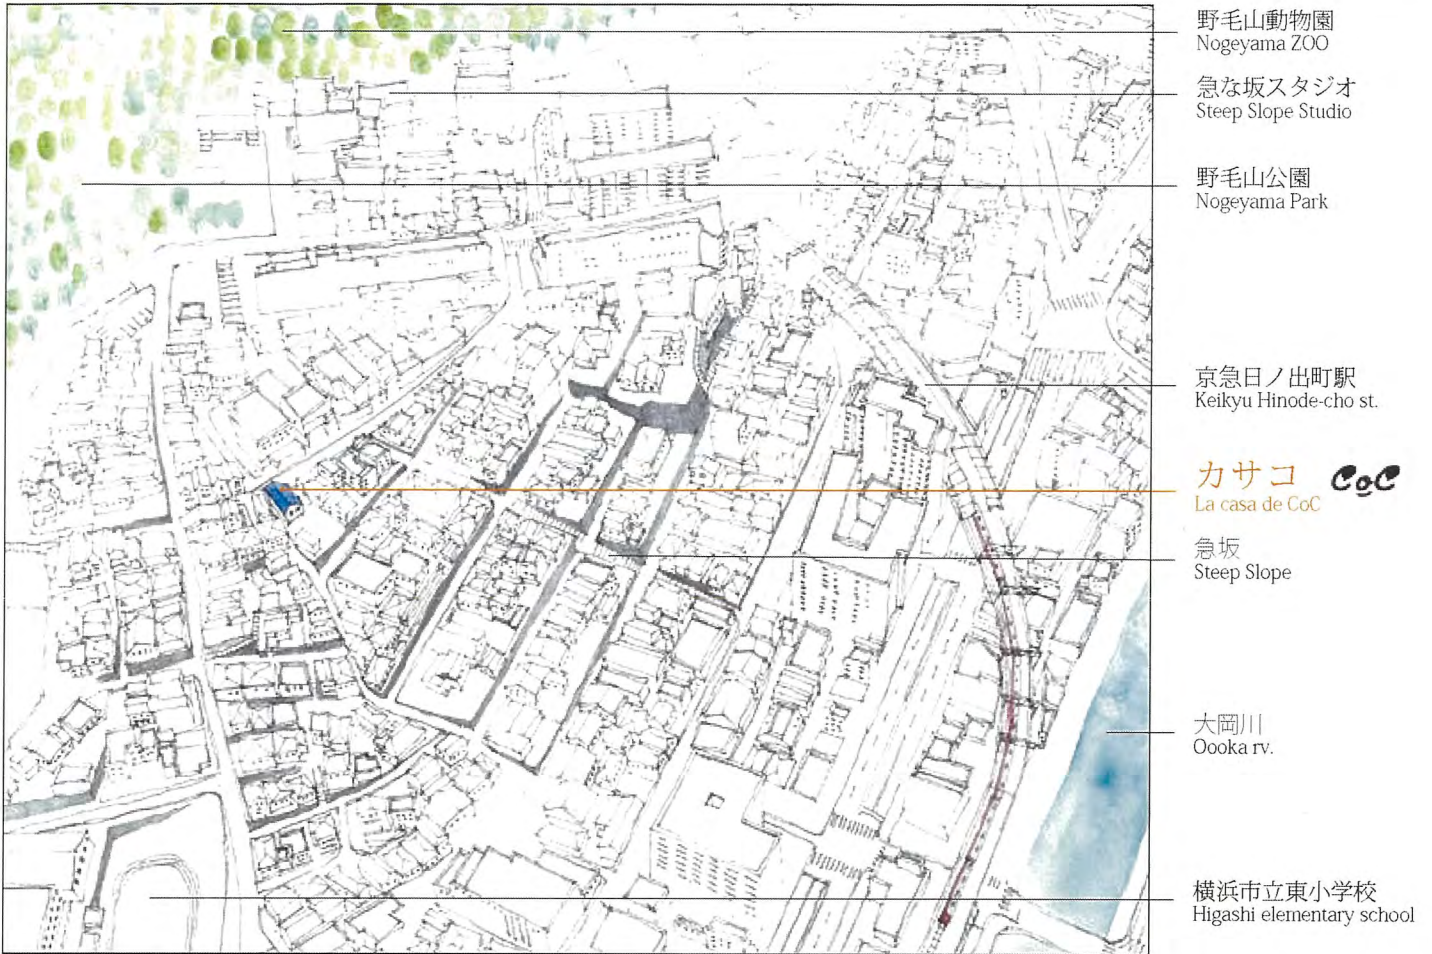 野毛山動物園
Nogeyama ZOO
急な坂スタジオ
Steep Slope Studio
野毛山公園
Nogeyama Park
京急日ノ出町駅
Keikyu Hinode-cho st.
カサコ CoC
La casa de CoC
急坂
Steep Slope
大岡川
Oooka rv.
横浜市立東小学校
Higashi elementary school